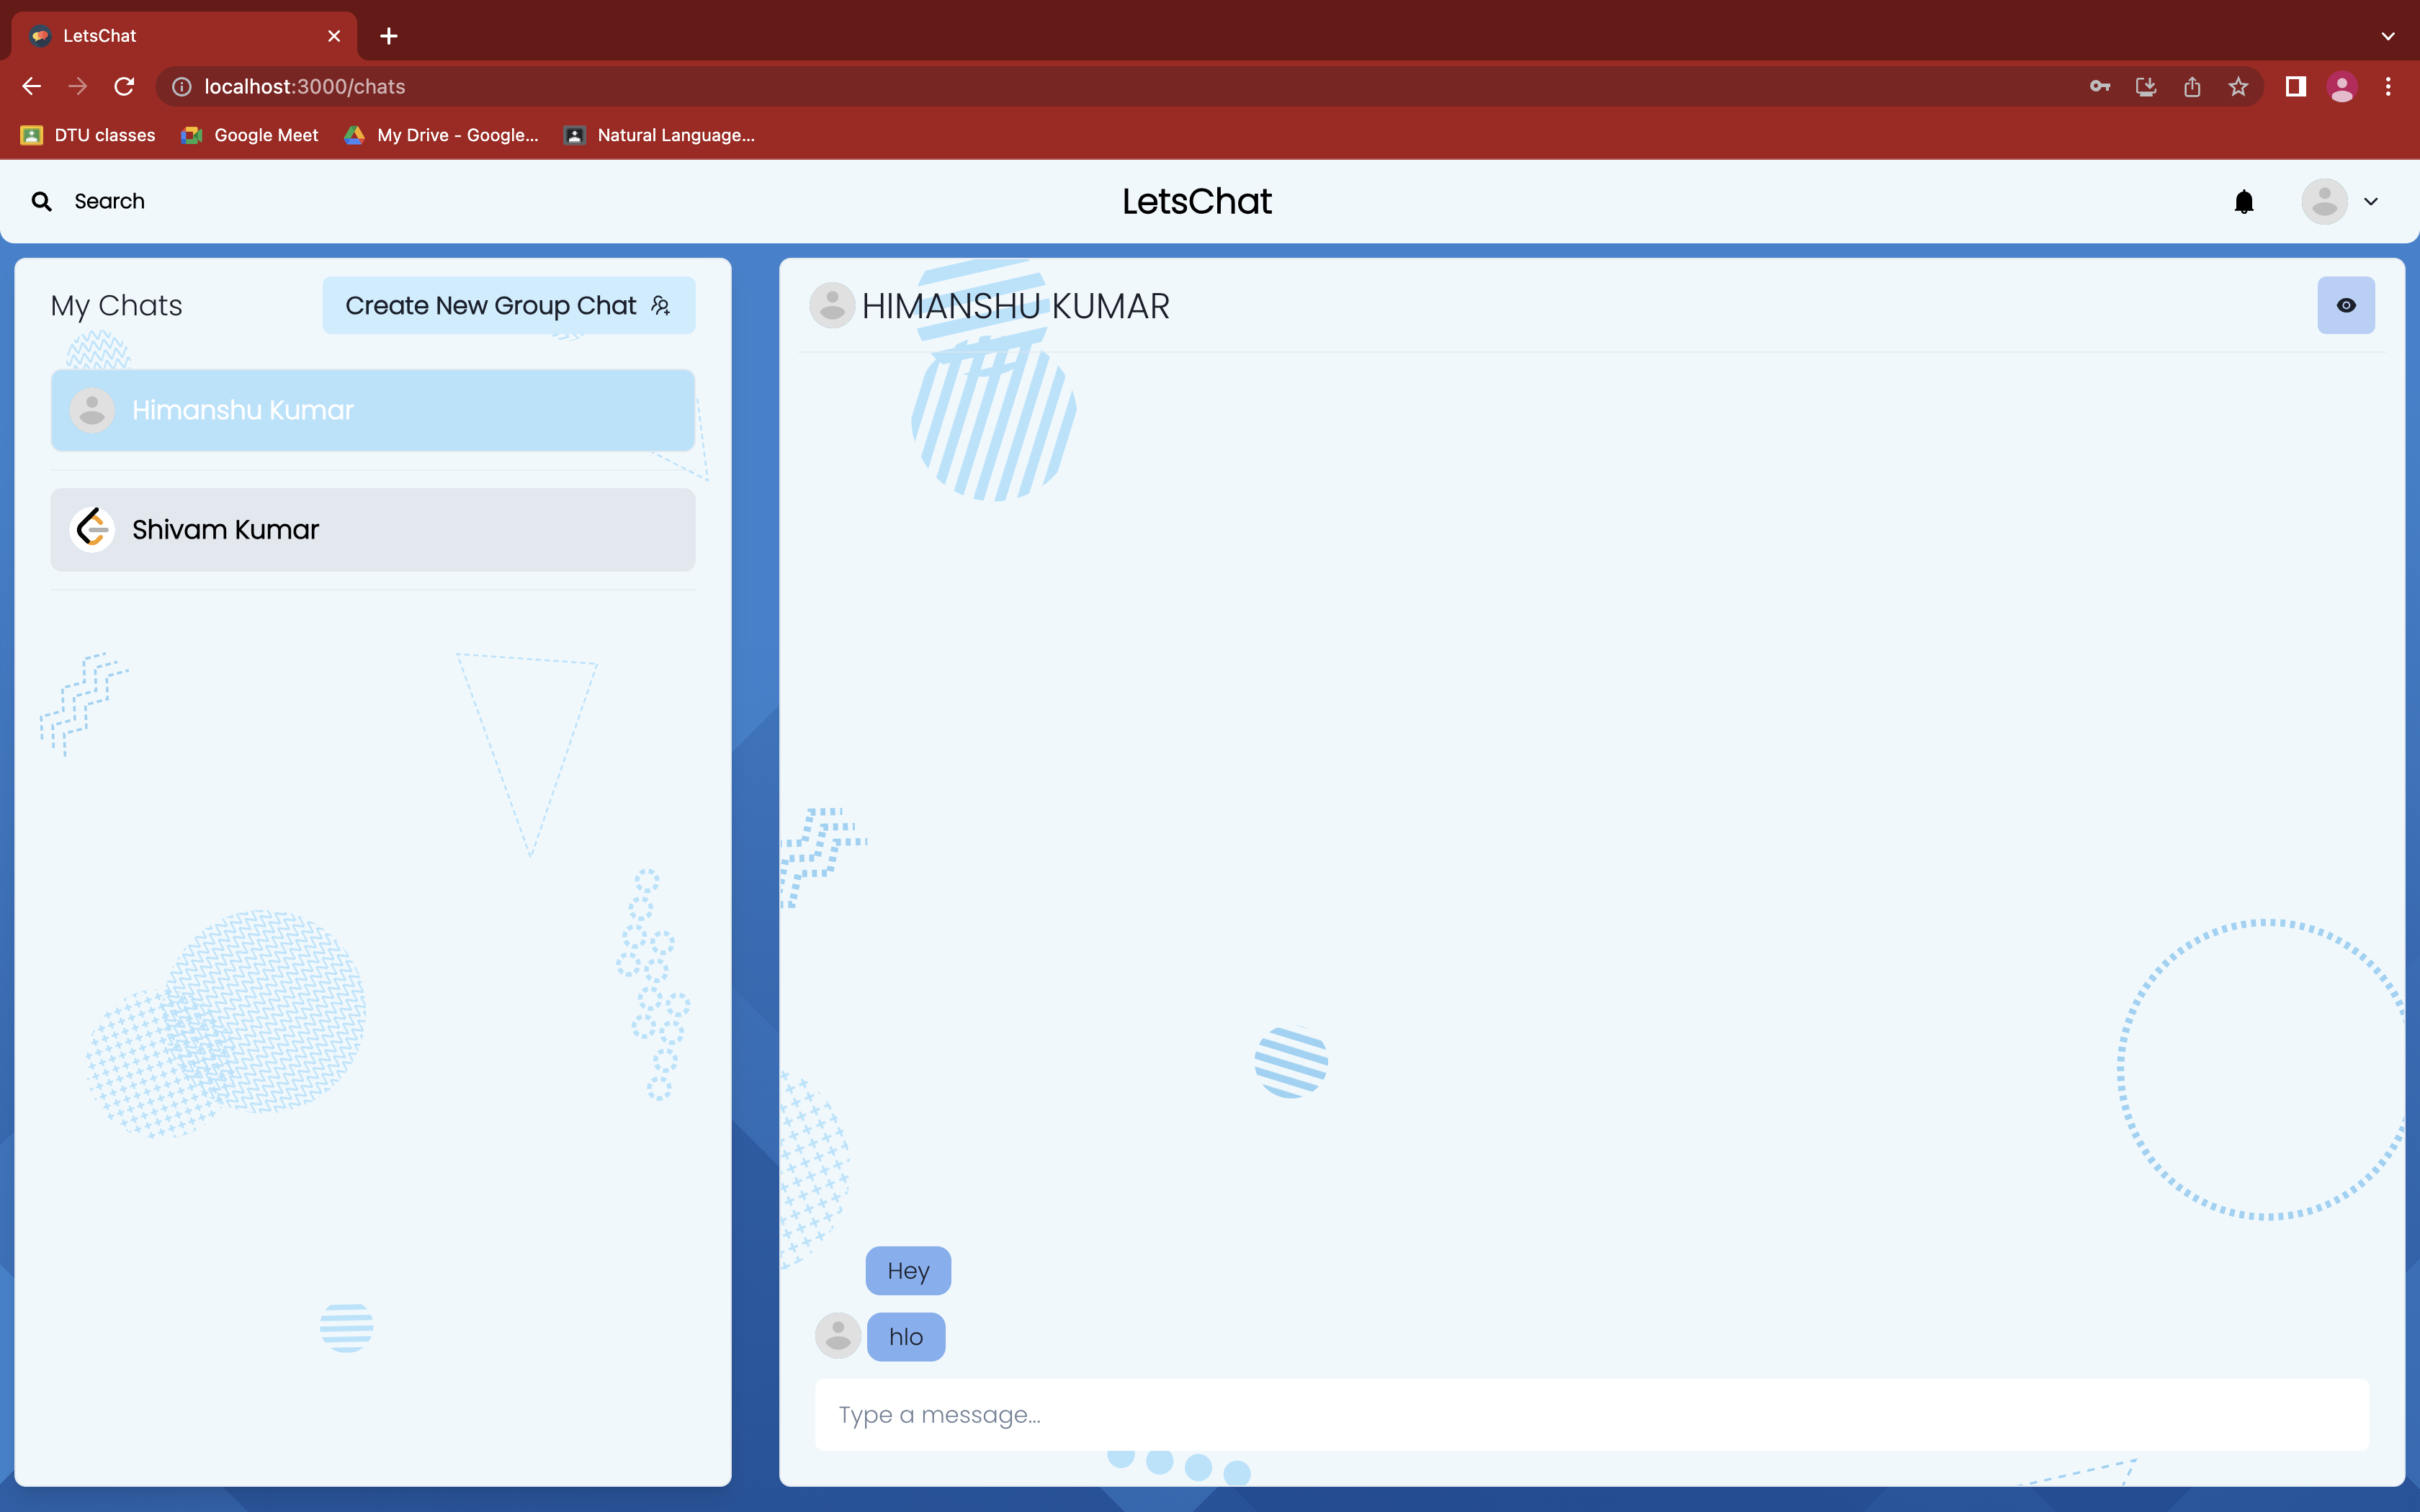 LetsChat
localhost:3000/chats
DTU classes
Google Meet
My Drive - Google...
Natural Language...
Search
LetsChat
My Chats
Create New Group Chat
Himanshu Kumar
Shivam Kumar
HIMANSHU KUMAR
Hey
hlo
Type a message...